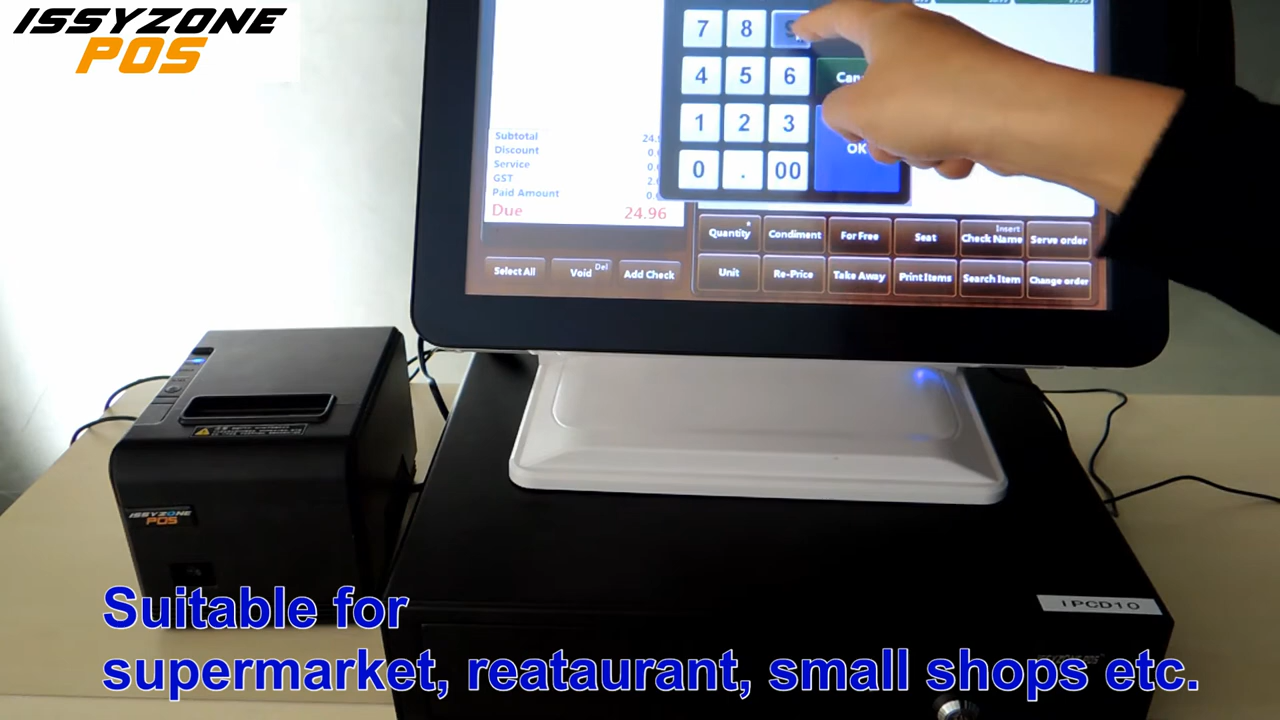 ISSYZONE
POS
7 8 9
4 5 6
1 2 3
0 . 00
OK
Subtotal
Discount
Service
GST
Paid Amount
Due 24.96
Quantity *
Condiment
For Free
Seat
Insert
Check Name
Serve order
Select All
Void Del
Add Check
Unit
Re-Price
Take Away
Print Items
Search Item
Change order
ISSYZONE
POS
IPCD10
Suitable for
supermarket, reataurant, small shops etc.